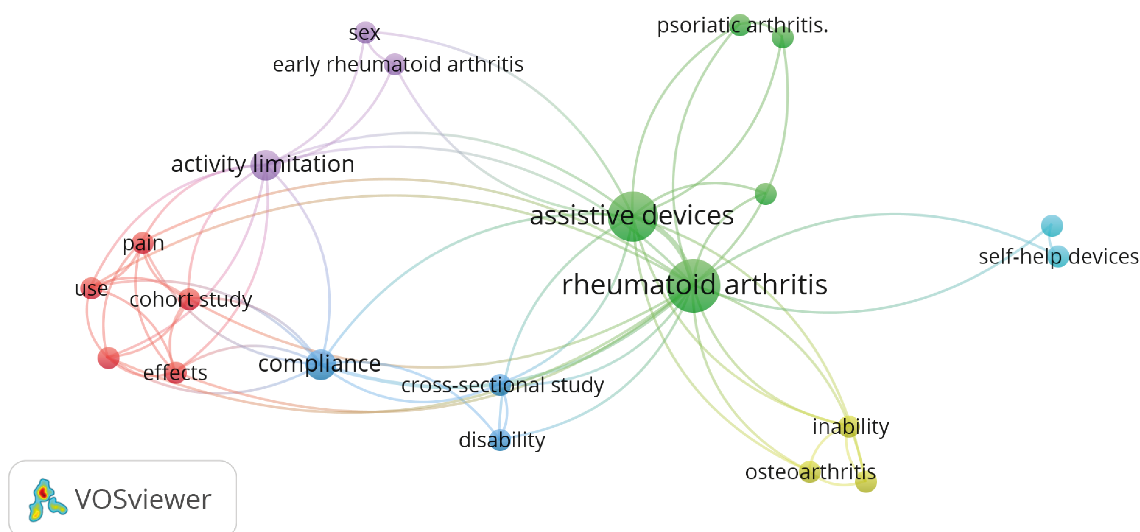 sex
psoriatic arthritis.
early rheumatoid arthritis
activity limitation
assistive devices
pain
self-help devices
use
rheumatoid arthritis
cohort study
compliance
effects
cross-sectional study
inability
disability
osteoarthritis
VOSviewer